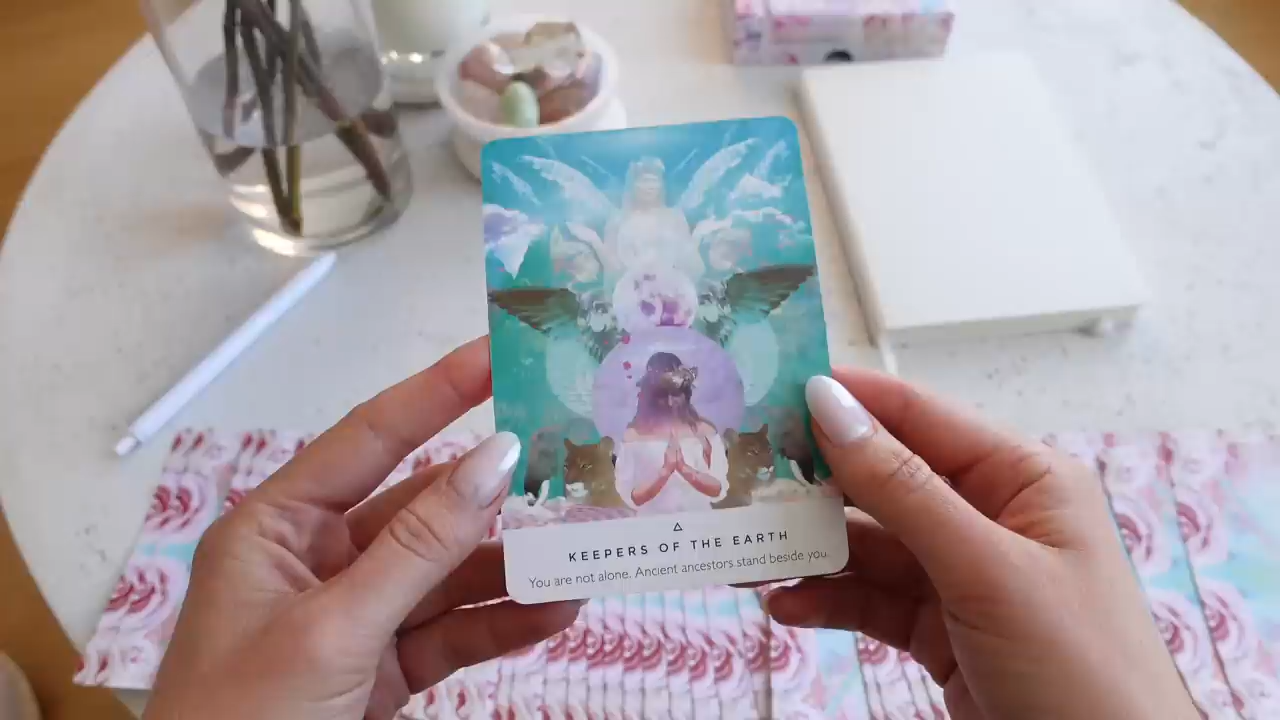 KEEPERS OF THE EARTH
You are not alone. Ancient ancestors stand beside you.